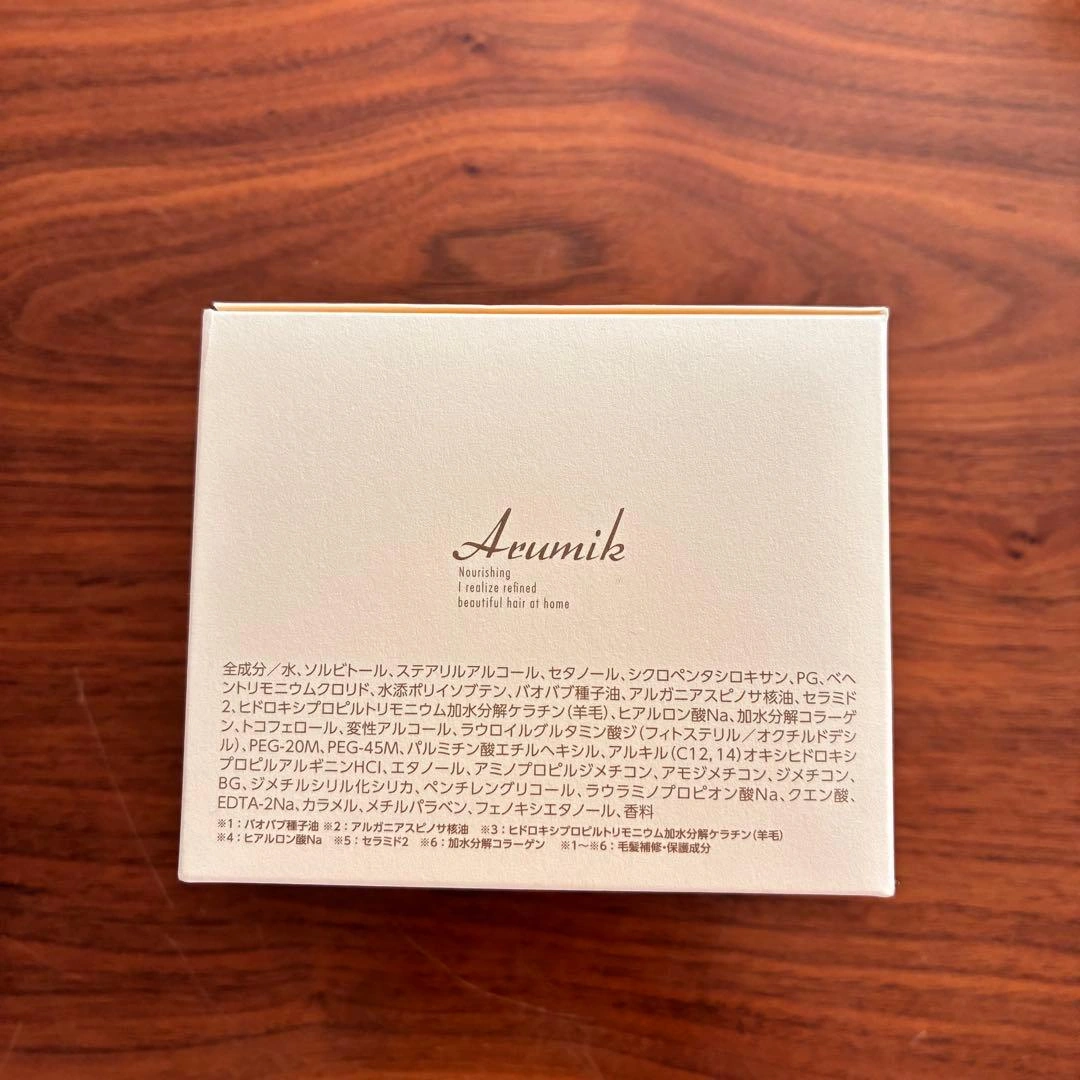 Arumik
Nourishing
I realize refined
beautiful hair at home
全成分／水、ソルビトール、ステアリルアルコール、セタノール、シクロペンタシロキサン、PG、ベヘ
ントリモニウムクロリド、水添ポリイソブテン、バオバブ種子油、アルガニアスピノサ核油、セラミド
2、ヒドロキシプロピルトリモニウム加水分解ケラチン（羊毛）、ヒアルロン酸Na、加水分解コラーゲ
ン、トコフェロール、変性アルコール、ラウロイルグルタミン酸ジ（フィトステリル／オクチルドデシ
ル）、PEG-20M、PEG-45M、パルミチン酸エチルヘキシル、アルキル（C12,14）オキシヒドロキシ
プロピルアルギニンHCl、エタノール、アミノプロピルジメチコン、アモジメチコン、ジメチコン、
BG、ジメチルシリル化シリカ、ペンチレングリコール、ラウラミノプロピオン酸Na、クエン酸、
EDTA-2Na、カラメル、メチルパラベン、フェノキシエタノール、香料
※1：バオバブ種子油 ※2：アルガニアスピノサ核油 ※3：ヒドロキシプロピルトリモニウム加水分解ケラチン（羊毛）
※4：ヒアルロン酸Na ※5：セラミド2 ※6：加水分解コラーゲン ※1～※6：毛髪補修・保護成分